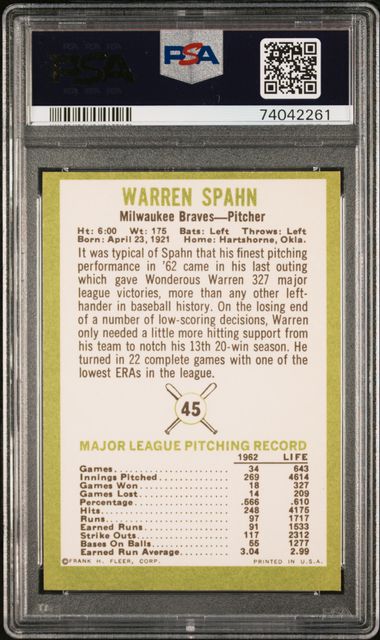 PSA
PSA
74042261
WARREN SPAHN
Milwaukee Braves—Pitcher
Ht: 6:00 Wt: 175 Bats: Left Throws: Left
Born: April 23, 1921 Home: Hartshorne, Okla.
It was typical of Spahn that his finest pitching
performance in '62 came in his last outing
which gave Wonderous Warren 327 major
league victories, more than any other left-
hander in baseball history. On the losing end
of a number of low-scoring decisions, Warren
only needed a little more hitting support from
his team to notch his 13th 20-win season. He
turned in 22 complete games with one of the
lowest ERAs in the league.
45
MAJOR LEAGUE PITCHING RECORD
1962 LIFE
Games 34 643
Innings Pitched 269 4614
Games Won 18 327
Games Lost 14 209
Percentage .566 .610
Hits 248 4175
Runs 97 1717
Earned Runs 91 1533
Strike Outs 117 2312
Bases On Balls 55 1277
Earned Run Average 3.04 2.99
©FRANK H. FLEER, CORP. PRINTED IN U.S.A.
PSA